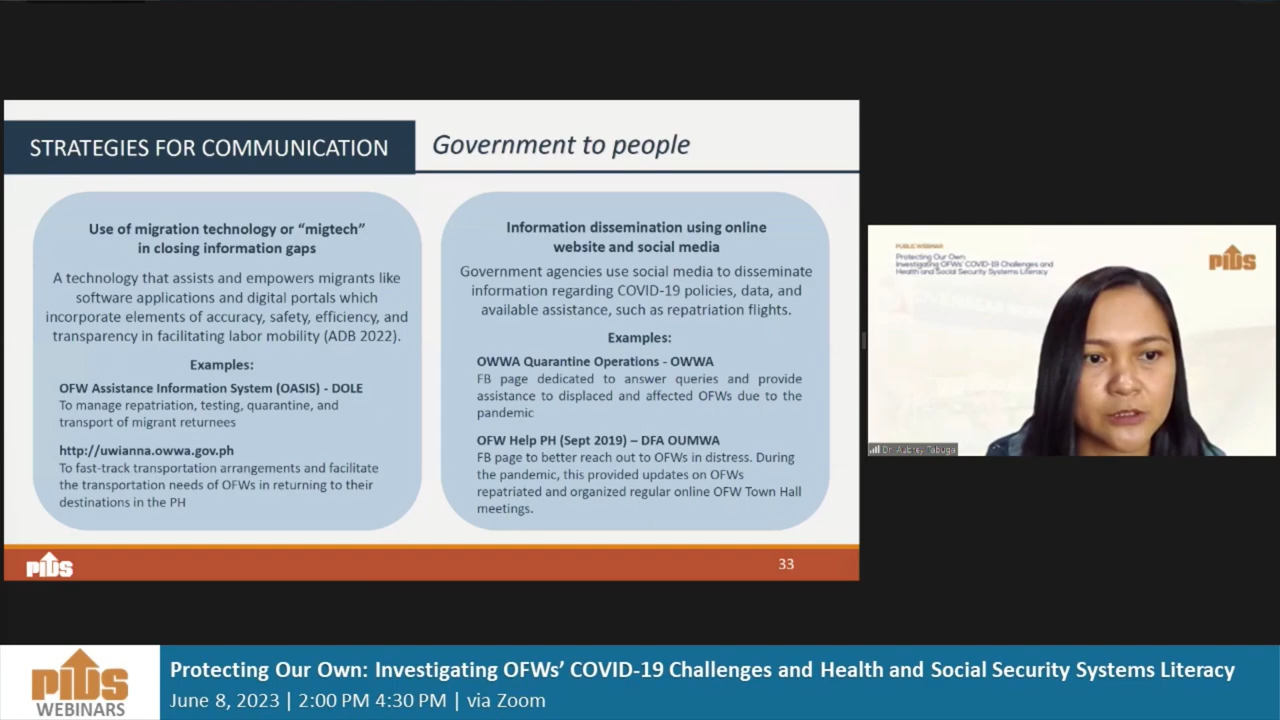 STRATEGIES FOR COMMUNICATION
Government to people
Use of migration technology or “migtech”
in closing information gaps
A technology that assists and empowers migrants like
software applications and digital portals which
incorporate elements of accuracy, safety, efficiency, and
transparency in facilitating labor mobility (ADB 2022).
Examples:
OFW Assistance Information System (OASIS) - DOLE
To manage repatriation, testing, quarantine, and
transport of migrant returnees
http://uwianna.owwa.gov.ph
To fast-track transportation arrangements and facilitate
the transportation needs of OFWs in returning to their
destinations in the PH
Information dissemination using online
website and social media
Government agencies use social media to disseminate
information regarding COVID-19 policies, data, and
available assistance, such as repatriation flights.
Examples:
OWWA Quarantine Operations - OWWA
FB page dedicated to answer queries and provide
assistance to displaced and affected OFWs due to the
pandemic
OFW Help PH (Sept 2019) – DFA OUMWA
FB page to better reach out to OFWs in distress. During
the pandemic, this provided updates on OFWs
repatriated and organized regular online OFW Town Hall
meetings.
PIDS
33
PUBLIC WEBINAR
Protecting Our Own:
Investigating OFWs' COVID-19 Challenges and
Health and Social Security Systems Literacy
PIDS
Dr. Aubrey Tabuga
PIDS
WEBINARS
Protecting Our Own: Investigating OFWs’ COVID-19 Challenges and Health and Social Security Systems Literacy
June 8, 2023 | 2:00 PM 4:30 PM | via Zoom